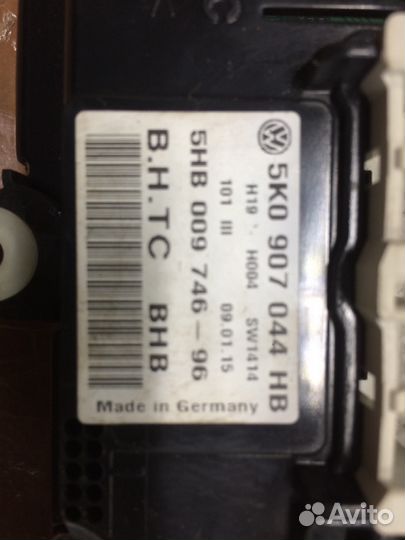 5K0 907 044 HB
H19 H004 SW1414
101 III 09.01.15
5HB 009 746-96
B.H.TC BHB
Made in Germany
Avito